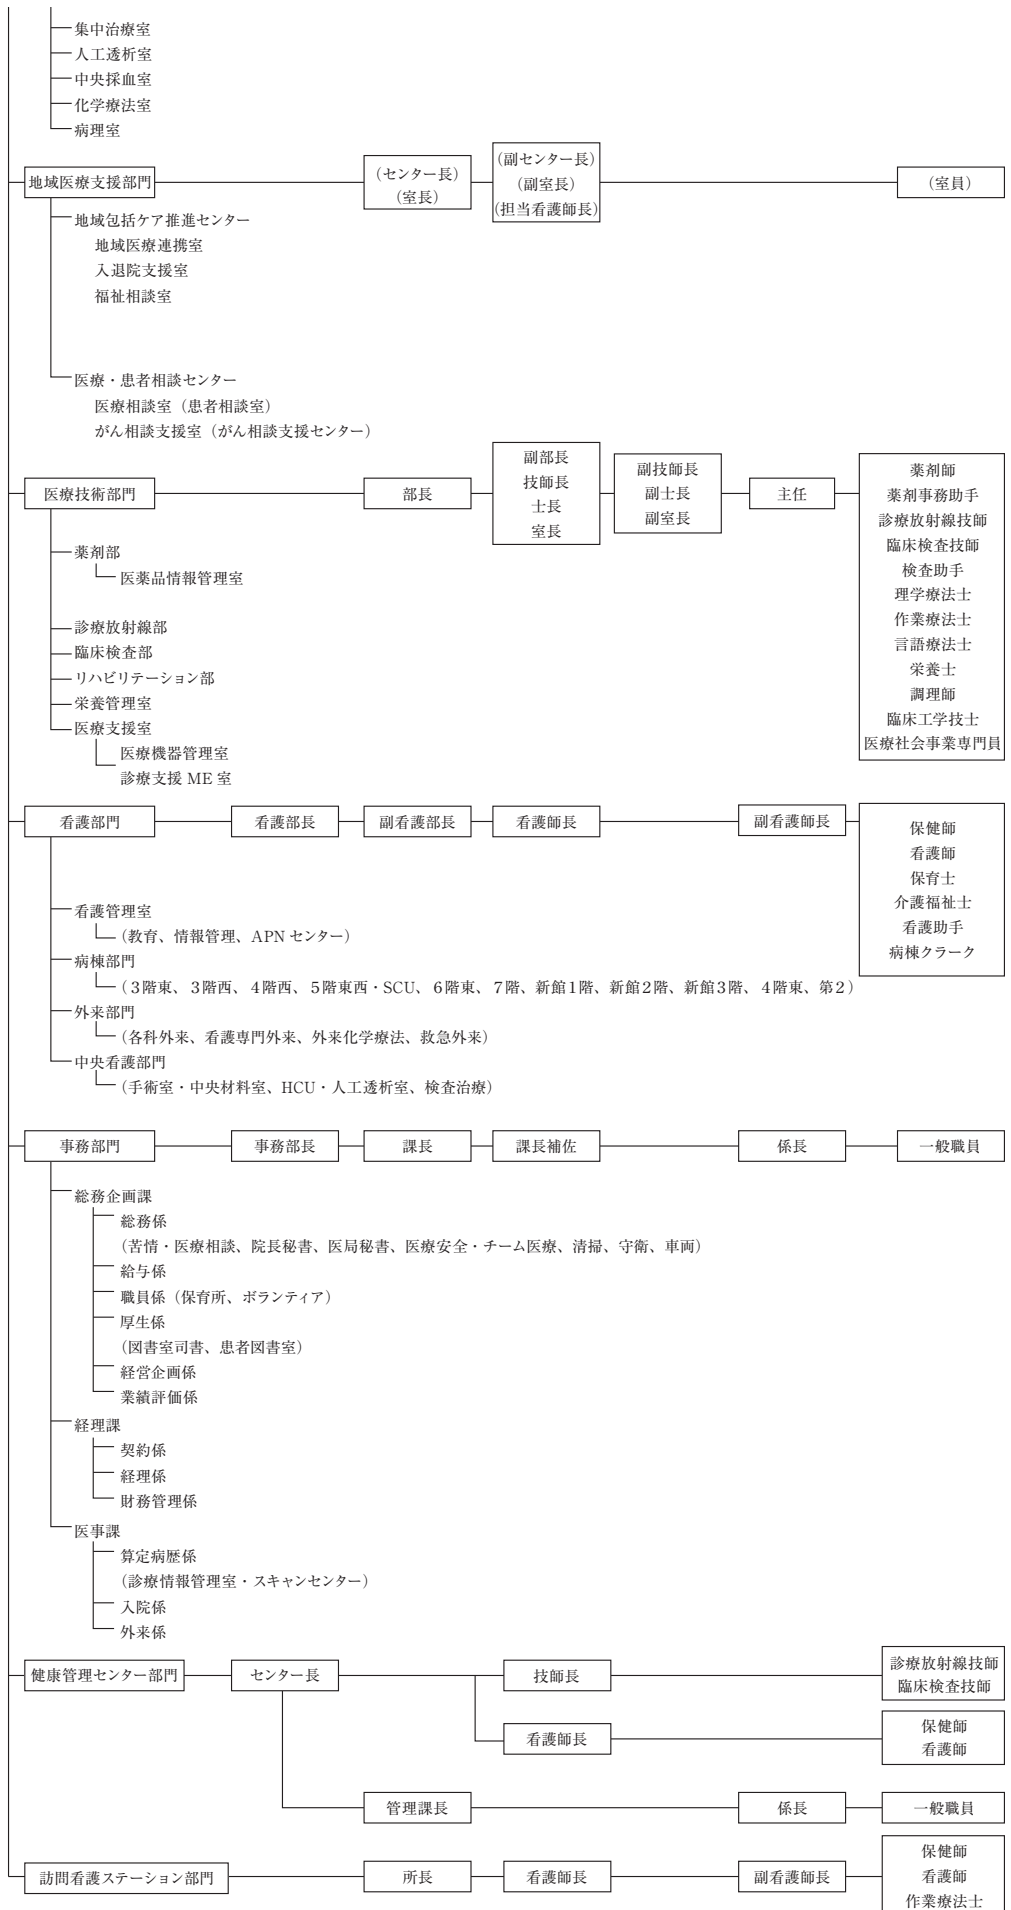 集中治療室
人工透析室
中央採血室
化学療法室
病理室
地域医療支援部門
（センター長）
（室長）
（副センター長）
（副室長）
（担当看護師長）
（室員）
地域包括ケア推進センター
地域医療連携室
入退院支援室
福祉相談室
医療・患者相談センター
医療相談室（患者相談室）
がん相談支援室（がん相談支援センター）
医療技術部門
部長
副部長
技師長
士長
室長
副技師長
副士長
副室長
主任
薬剤師
薬剤事務助手
診療放射線技師
臨床検査技師
検査助手
理学療法士
作業療法士
言語療法士
栄養士
調理師
臨床工学技士
医療社会事業専門員
薬剤部
医薬品情報管理室
診療放射線部
臨床検査部
リハビリテーション部
栄養管理室
医療支援室
医療機器管理室
診療支援 ME 室
看護部門
看護部長
副看護部長
看護師長
副看護師長
保健師
看護師
保育士
介護福祉士
看護助手
病棟クラーク
看護管理室
（教育、情報管理、APN センター）
病棟部門
（３階東、３階西、４階西、５階東西・SCU、６階東、７階、新館１階、新館２階、新館３階、４階東、第２）
外来部門
（各科外来、看護専門外来、外来化学療法、救急外来）
中央看護部門
（手術室・中央材料室、HCU・人工透析室、検査治療）
事務部門
事務部長
課長
課長補佐
係長
一般職員
総務企画課
総務係
（苦情・医療相談、院長秘書、医局秘書、医療安全・チーム医療、清掃、守衛、車両）
給与係
職員係（保育所、ボランティア）
厚生係
（図書室司書、患者図書室）
経営企画係
業績評価係
経理課
契約係
経理係
財務管理係
医事課
算定病歴係
（診療情報管理室・スキャンセンター）
入院係
外来係
健康管理センター部門
センター長
技師長
診療放射線技師
臨床検査技師
看護師長
保健師
看護師
管理課長
係長
一般職員
訪問看護ステーション部門
所長
看護師長
副看護師長
保健師
看護師
作業療法士